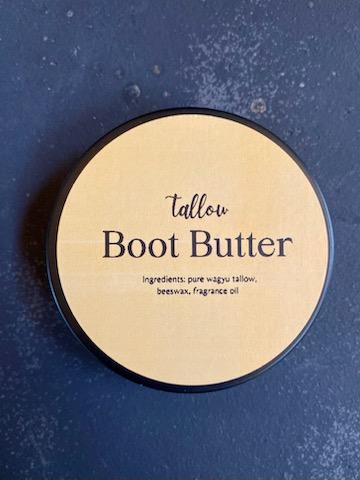 tallow
Boot Butter
Ingredients: pure wagyu tallow,
beeswax, fragrance oil